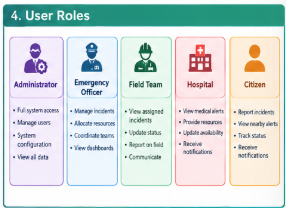 4. User Roles
Administrator
• Full system access
• Manage users
• System
configuration
• View all data
Emergency
Officer
• Manage incidents
• Allocate resources
• Coordinate teams
• View dashboards
Field Team
• View assigned
incidents
• Update status
• Report on field
• Communicate
Hospital
• View medical alerts
• Provide resources
• Update availability
• Receive
notifications
Citizen
• Report incidents
• View nearby alerts
• Track status
• Receive
notifications